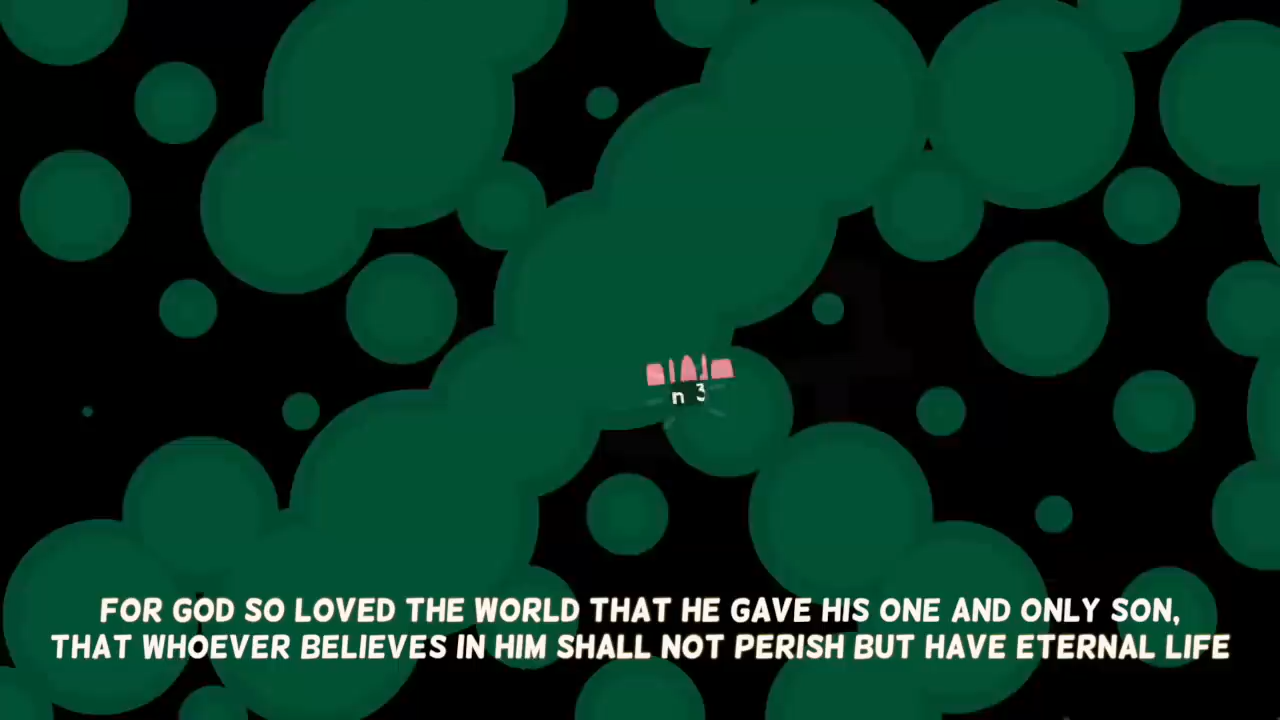 n 3
FOR GOD SO LOVED THE WORLD THAT HE GAVE HIS ONE AND ONLY SON,
THAT WHOEVER BELIEVES IN HIM SHALL NOT PERISH BUT HAVE ETERNAL LIFE